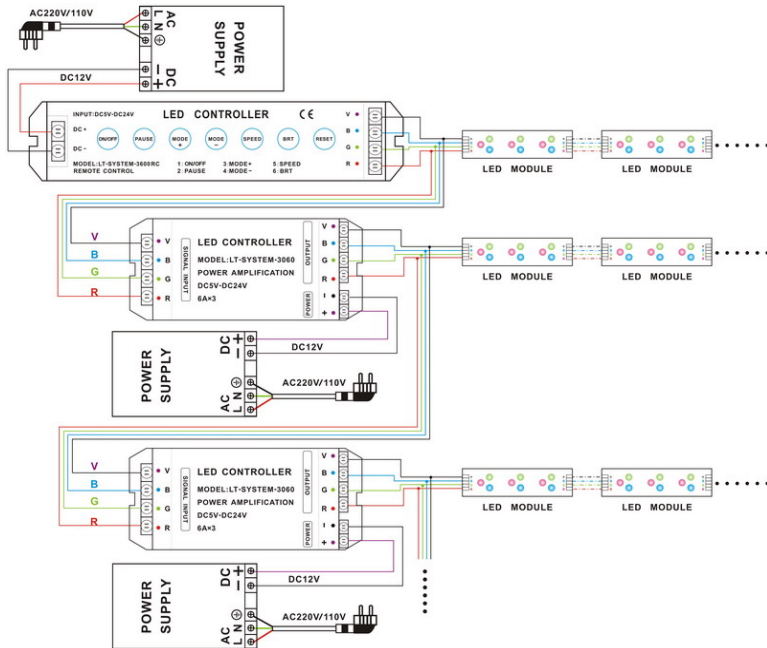 AC220V/110V
L
N
AC
DC
−
+
POWER
SUPPLY
DC12V
INPUT:DC5V-DC24V
LED CONTROLLER
CE
DC+
DC−
ON/OFF
PAUSE
MODE
+
MODE
−
SPEED
BRT
RESET
V
B
G
R
MODEL:LT-SYSTEM-3600RC
REMOTE CONTROL
1: ON/OFF
2: PAUSE
3:MODE+
4:MODE−
5:SPEED
6:BRT
LED MODULE
LED MODULE
V
B
G
R
SIGNAL INPUT
V
B
G
R
LED CONTROLLER
MODEL:LT-SYSTEM-3060
POWER AMPLIFICATION
DC5V-DC24V
6A×3
OUTPUT
POWER
V
B
G
R
−
+
LED MODULE
LED MODULE
POWER
SUPPLY
DC
+
−
AC
N
L
DC12V
AC220V/110V
V
B
G
R
SIGNAL INPUT
V
B
G
R
LED CONTROLLER
MODEL:LT-SYSTEM-3060
POWER AMPLIFICATION
DC5V-DC24V
6A×3
OUTPUT
POWER
V
B
G
R
−
+
LED MODULE
LED MODULE
POWER
SUPPLY
DC
+
−
AC
N
L
DC12V
AC220V/110V